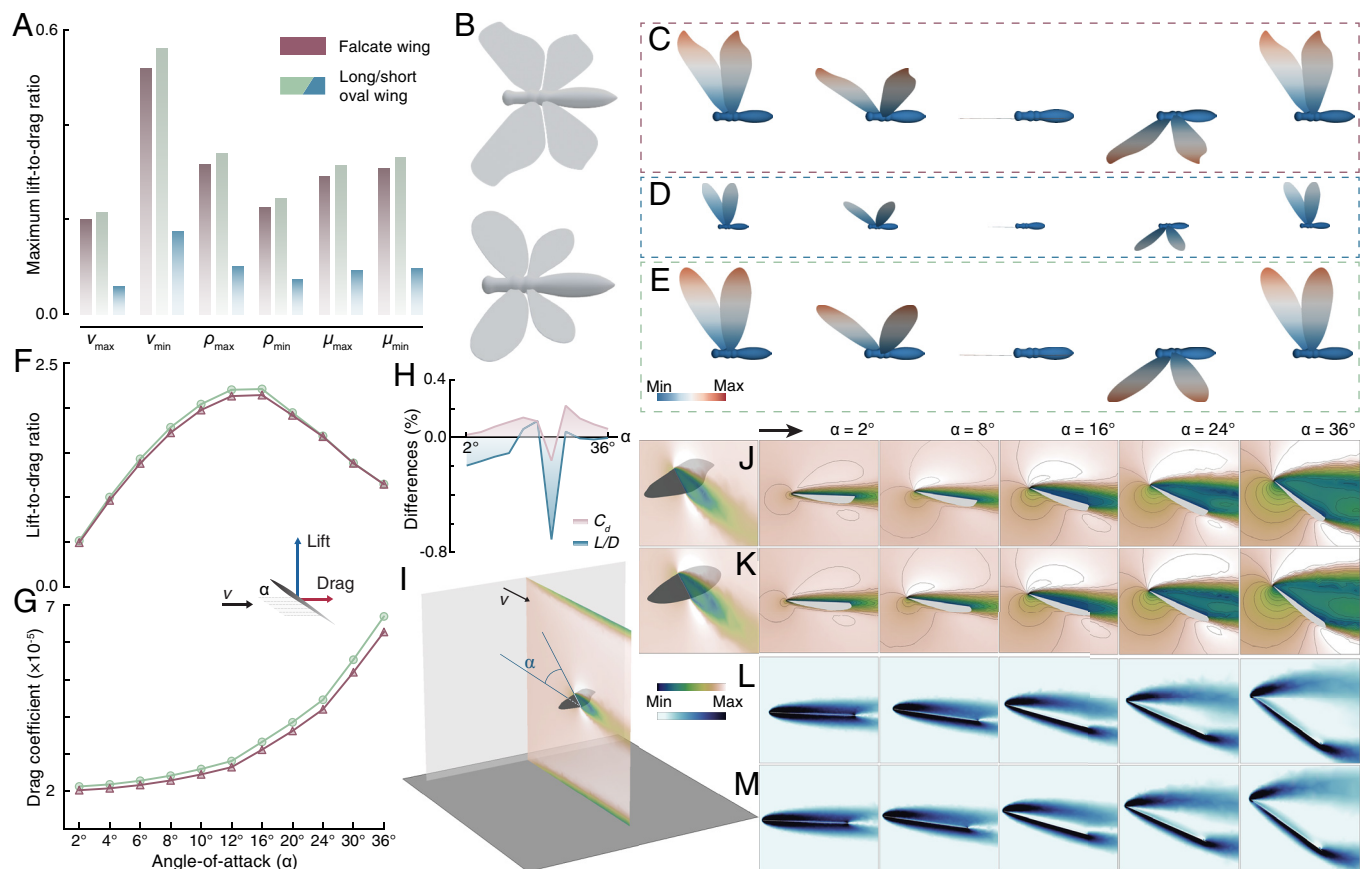 A
0.6
0.0
Maximum lift-to-drag ratio
Falcate wing
Long/short
oval wing
vmax
vmin
ρmax
ρmin
μmax
μmin
B
C
D
E
Min Max
F
2.5
0.0
Lift-to-drag ratio
Lift
Drag
v
α
G
7
2
Drag coefficient (×10⁻⁵)
2° 4° 6° 8° 10° 12° 16° 20° 24° 30° 36°
Angle-of-attack (α)
H
0.4
0.0
-0.8
Differences (%)
2°
36°
α
Cd
L/D
I
v
α
α = 2° α = 8° α = 16° α = 24° α = 36°
J
K
L
Min Max
M